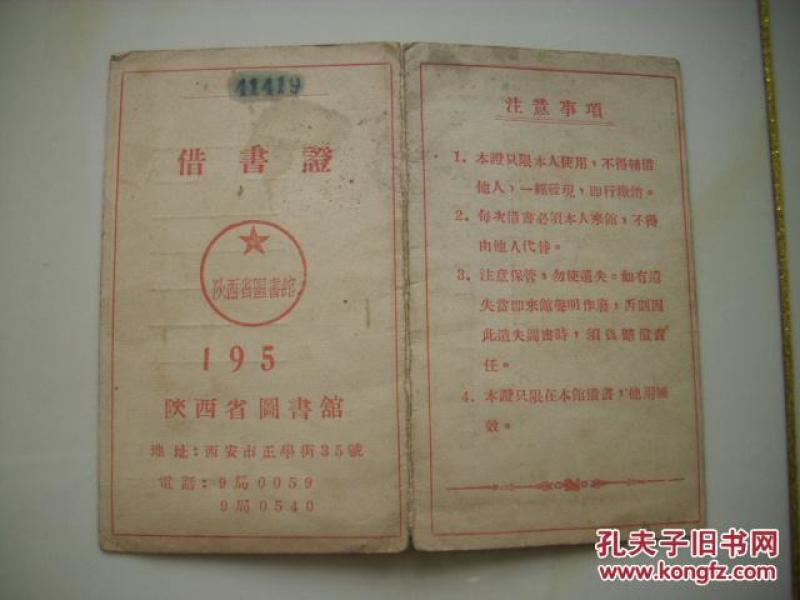 11419
借書證
陝西省圖書館
195
陝西省圖書館
地址：西安市正學街35號
電話：9局0059
9局0540
注意事項
1、本證只限本人使用，不得轉借
他人，一經發現，即行繳銷。
2、每次借書必須本人來館，不得
由他人代替。
3、注意保管，勿使遺失。如有遺
失當即來館聲明作廢，否則因
此遺失圖書時，須負賠償責
任。
4、本證只限在本館借書，他用無
效。
孔夫子旧书网
www.kongfz.com